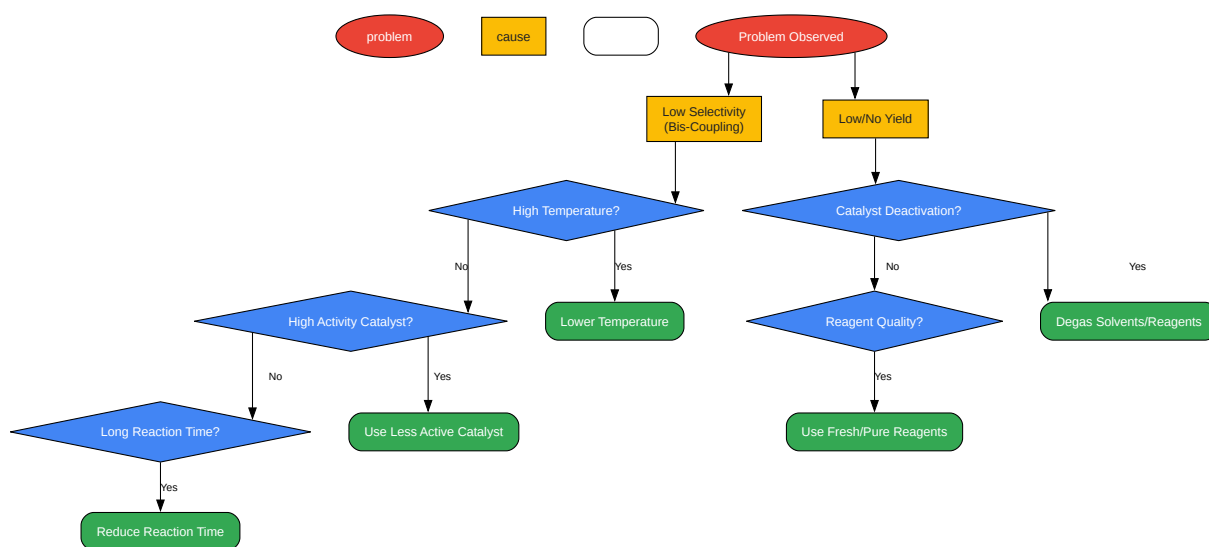 problem
cause
Problem Observed
Low Selectivity
(Bis-Coupling)
Low/No Yield
High Temperature?
Catalyst Deactivation?
No
Yes
No
Yes
High Activity Catalyst?
Lower Temperature
Reagent Quality?
Degas Solvents/Reagents
No
Yes
Yes
Long Reaction Time?
Use Less Active Catalyst
Use Fresh/Pure Reagents
Yes
Reduce Reaction Time